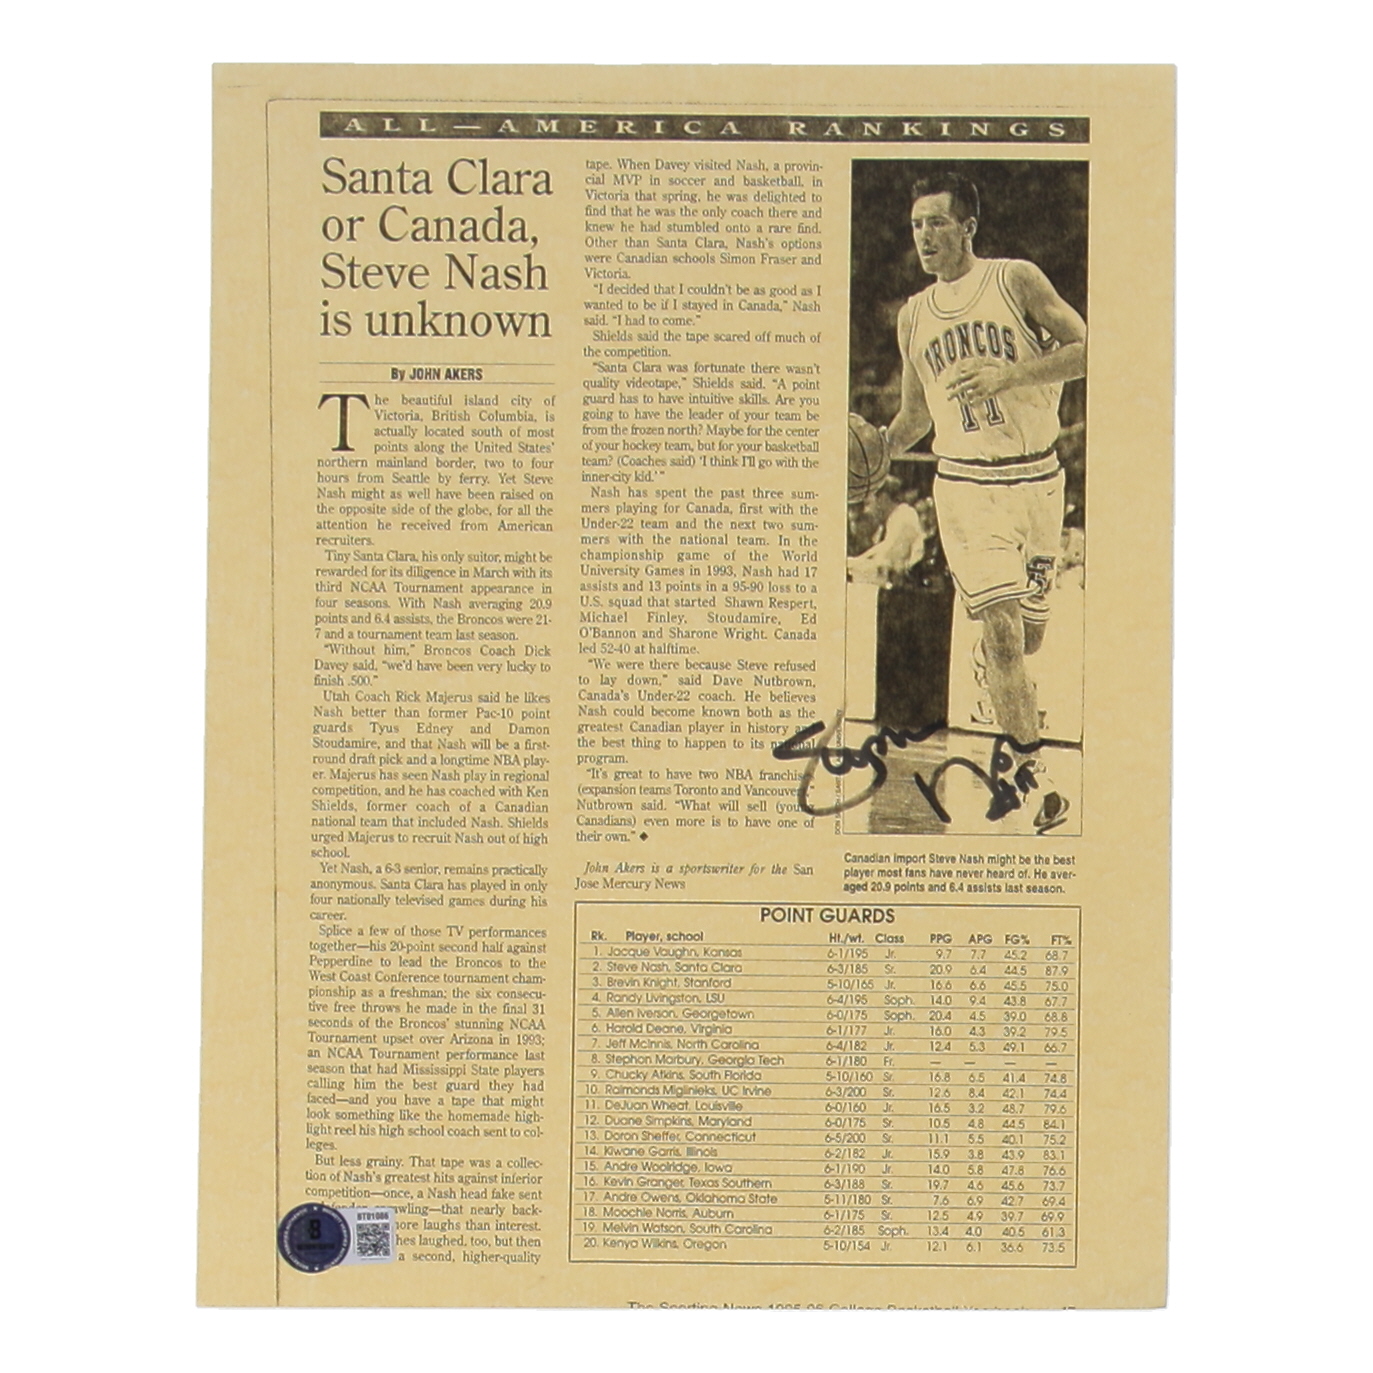 ALL—AMERICA RANKINGS
Santa Clara
or Canada,
Steve Nash
is unknown
By JOHN AKERS
The beautiful island city of
Victoria, British Columbia, is
actually located south of most
points along the United States'
northern mainland border, two to four
hours from Seattle by ferry. Yet Steve
Nash might as well have been raised on
the opposite side of the globe, for all the
attention he received from American
recruiters.
Tiny Santa Clara, his only suitor, might be
rewarded for its diligence in March with its
third NCAA Tournament appearance in
four seasons. With Nash averaging 20.9
points and 6.4 assists, the Broncos were 21-
7 and a tournament team last season.
"Without him," Broncos Coach Dick
Davey said, "we'd have been very lucky to
finish .500."
Utah Coach Rick Majerus said he likes
Nash better than former Pac-10 point
guards Tyus Edney and Damon
Stoudamire, and that Nash will be a first-
round draft pick and a longtime NBA play-
er. Majerus has seen Nash play in regional
competition, and he has coached with Ken
Shields, former coach of a Canadian
national team that included Nash. Shields
urged Majerus to recruit Nash out of high
school.
Yet Nash, a 6-3 senior, remains practically
anonymous. Santa Clara has played in only
four nationally televised games during his
career.
Splice a few of those TV performances
together—his 20-point second half against
Pepperdine to lead the Broncos to the
West Coast Conference tournament cham-
pionship as a freshman; the six consecu-
tive free throws he made in the final 31
seconds of the Broncos' stunning NCAA
Tournament upset over Arizona in 1993;
an NCAA Tournament performance last
season that had Mississippi State players
calling him the best guard they had
faced—and you have a tape that might
look something like the homemade high-
light reel his high school coach sent to col-
leges.
But less grainy. That tape was a collec-
tion of Nash's greatest hits against inferior
competition—once, a Nash head fake sent
wling—that nearly back-
ore laughs than interest.
hes laughed, too, but then
a second, higher-quality
B
BT81086
tape. When Davey visited Nash, a provin-
cial MVP in soccer and basketball, in
Victoria that spring, he was delighted to
find that he was the only coach there and
knew he had stumbled onto a rare find.
Other than Santa Clara, Nash's options
were Canadian schools Simon Fraser and
Victoria.
"I decided that I couldn't be as good as I
wanted to be if I stayed in Canada," Nash
said. "I had to come."
Shields said the tape scared off much of
the competition.
"Santa Clara was fortunate there wasn't
quality videotape," Shields said. "A point
guard has to have intuitive skills. Are you
going to have the leader of your team be
from the frozen north? Maybe for the center
of your hockey team, but for your basketball
team? (Coaches said) 'I think I'll go with the
inner-city kid.'"
Nash has spent the past three sum-
mers playing for Canada, first with the
Under-22 team and the next two sum-
mers with the national team. In the
championship game of the World
University Games in 1993, Nash had 17
assists and 13 points in a 95-90 loss to a
U.S. squad that started Shawn Respert,
Michael Finley, Stoudamire, Ed
O'Bannon and Sharone Wright. Canada
led 52-40 at halftime.
"We were there because Steve refused
to lay down," said Dave Nutbrown,
Canada's Under-22 coach. He believes
Nash could become known both as the
greatest Canadian player in history and
the best thing to happen to its national
program.
"It's great to have two NBA franchises
(expansion teams Toronto and Vancouver)
Nutbrown said. "What will sell (young
Canadians) even more is to have one of
their own." ◆
John Akers is a sportswriter for the San
Jose Mercury News
BRONCOS
11
Canadian import Steve Nash might be the best
player most fans have never heard of. He aver-
aged 20.9 points and 6.4 assists last season.
POINT GUARDS
Rk. Player, school Ht./wt. Class PPG APG FG% FT%
1. Jacque Vaughn, Kansas 6-1/195 Jr. 9.7 7.7 45.2 68.7
2. Steve Nash, Santa Clara 6-3/185 Sr. 20.9 6.4 44.5 87.9
3. Brevin Knight, Stanford 5-10/165 Jr. 16.6 6.6 45.5 75.0
4. Randy Livingston, LSU 6-4/195 Soph. 14.0 9.4 43.8 67.7
5. Allen Iverson, Georgetown 6-0/175 Soph. 20.4 4.5 39.0 68.8
6. Harold Deane, Virginia 6-1/177 Jr. 16.0 4.3 39.2 79.5
7. Jeff McInnis, North Carolina 6-4/182 Jr. 12.4 5.3 49.1 66.7
8. Stephon Marbury, Georgia Tech 6-1/180 Fr. — — — —
9. Chucky Atkins, South Florida 5-10/160 Sr. 16.8 6.5 41.4 74.8
10. Raimonds Miglinieks, UC Irvine 6-3/200 Sr. 12.6 8.4 42.1 74.4
11. DeJuan Wheat, Louisville 6-0/160 Jr. 16.5 3.2 48.7 79.6
12. Duane Simpkins, Maryland 6-0/175 Sr. 10.5 4.8 44.5 84.1
13. Doron Sheffer, Connecticut 6-5/200 Sr. 11.1 5.5 40.1 75.2
14. Kiwane Garris, Illinois 6-2/182 Jr. 15.9 3.8 43.9 83.1
15. Andre Woolridge, Iowa 6-1/190 Jr. 14.0 5.8 47.8 76.6
16. Kevin Granger, Texas Southern 6-3/188 Sr. 19.7 4.6 45.6 73.7
17. Andre Owens, Oklahoma State 5-11/180 Sr. 7.6 6.9 42.7 69.4
18. Moochie Norris, Auburn 6-1/175 Sr. 12.5 4.9 39.7 69.9
19. Melvin Watson, South Carolina 6-2/185 Soph. 13.4 4.0 40.5 61.3
20. Kenya Wilkins, Oregon 5-10/154 Jr. 12.1 6.1 36.6 73.5
The Sporting News 1995-96 College Basketball Yearbook